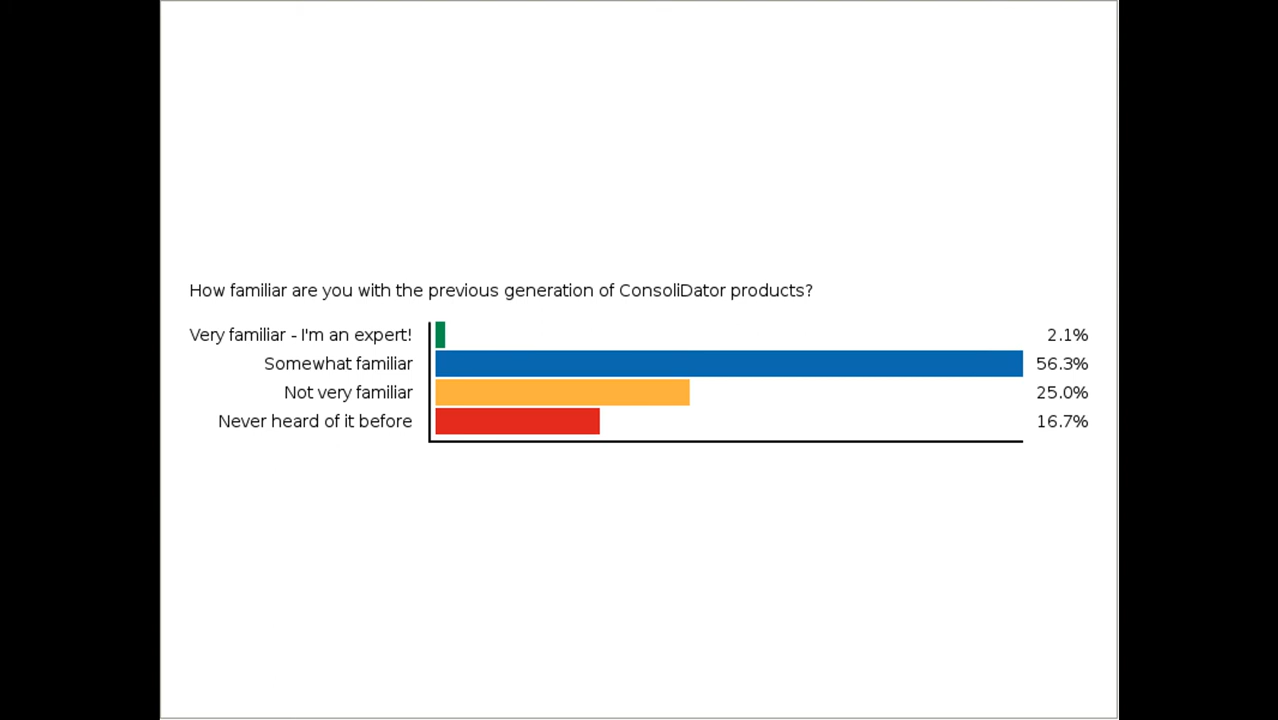 How familiar are you with the previous generation of ConsoliDator products?
Very familiar - I'm an expert! 2.1%
Somewhat familiar 56.3%
Not very familiar 25.0%
Never heard of it before 16.7%